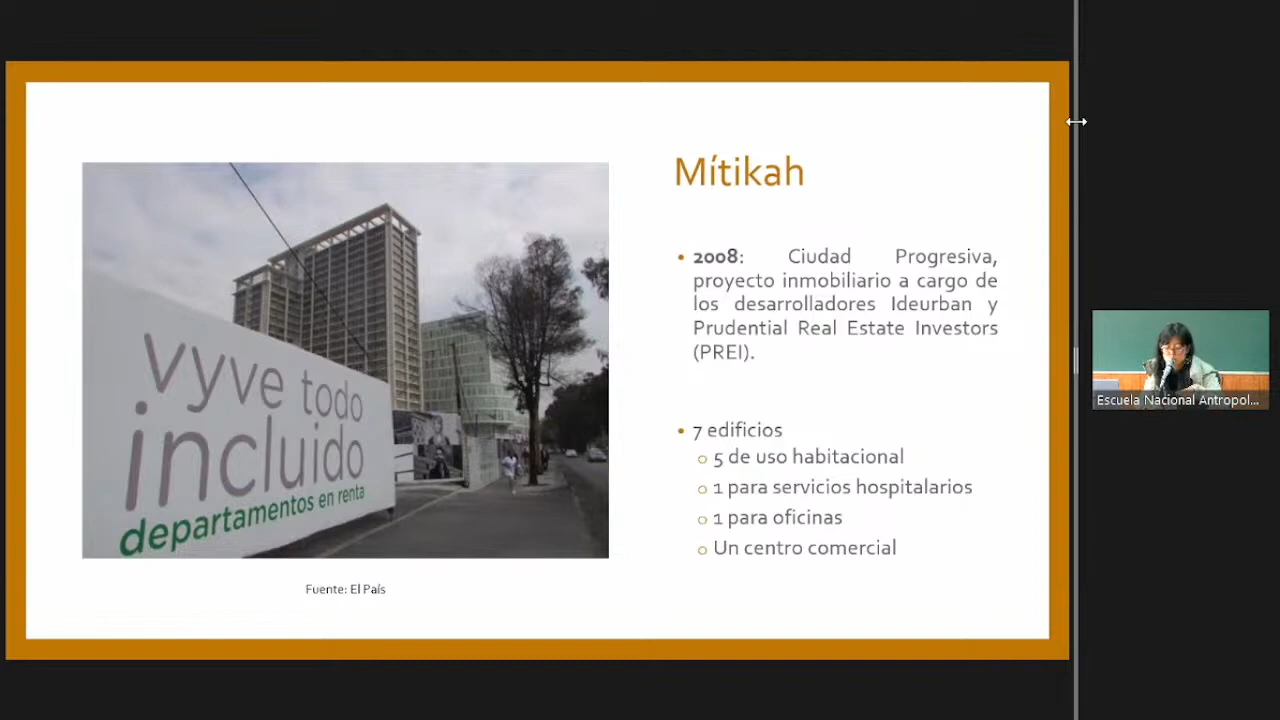 Mítikah
• 2008: Ciudad Progresiva,
proyecto inmobiliario a cargo de
los desarrolladores Ideurban y
Prudential Real Estate Investors
(PREI).
• 7 edificios
o 5 de uso habitacional
o 1 para servicios hospitalarios
o 1 para oficinas
o Un centro comercial
vyve todo
incluido
departamentos en renta
Fuente: El País
Escuela Nacional Antropol...